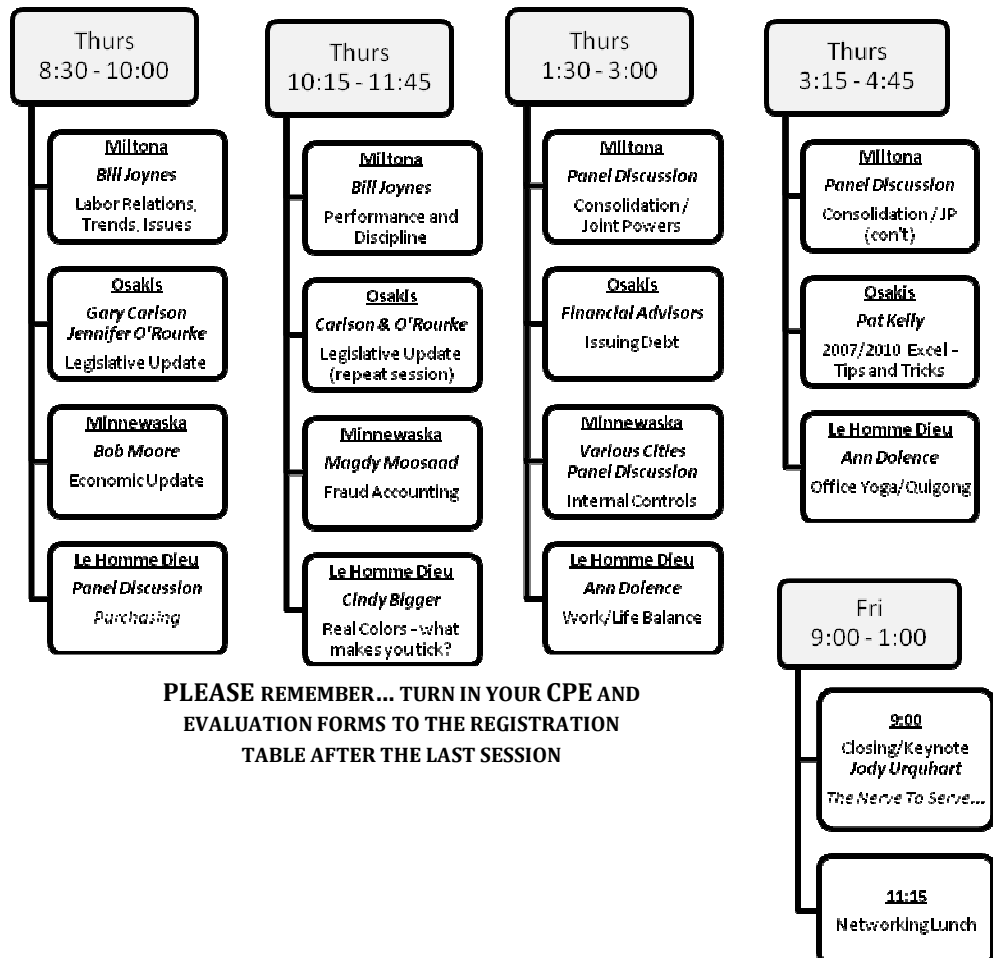 Thurs
8:30 - 10:00
Miltona
Bill Joynes
Labor Relations,
Trends, Issues
Osakis
Gary Carlson
Jennifer O'Rourke
Legislative Update
Minnewaska
Bob Moore
Economic Update
Le Homme Dieu
Panel Discussion
Purchasing
Thurs
10:15 - 11:45
Miltona
Bill Joynes
Performance and
Discipline
Osakis
Carlson & O'Rourke
Legislative Update
(repeat session)
Minnewaska
Magdy Moosaad
Fraud Accounting
Le Homme Dieu
Cindy Bigger
Real Colors - what
makes you tick?
Thurs
1:30 - 3:00
Miltona
Panel Discussion
Consolidation /
Joint Powers
Osakis
Financial Advisors
Issuing Debt
Minnewaska
Various Cities
Panel Discussion
Internal Controls
Le Homme Dieu
Ann Dolence
Work/Life Balance
Thurs
3:15 - 4:45
Miltona
Panel Discussion
Consolidation / JP
(con't)
Osakis
Pat Kelly
2007/2010 Excel -
Tips and Tricks
Le Homme Dieu
Ann Dolence
Office Yoga/Quigong
Fri
9:00 - 1:00
9:00
Closing/Keynote
Jody Urquhart
The Nerve To Serve...
11:15
Networking Lunch
PLEASE REMEMBER... TURN IN YOUR CPE AND
EVALUATION FORMS TO THE REGISTRATION
TABLE AFTER THE LAST SESSION